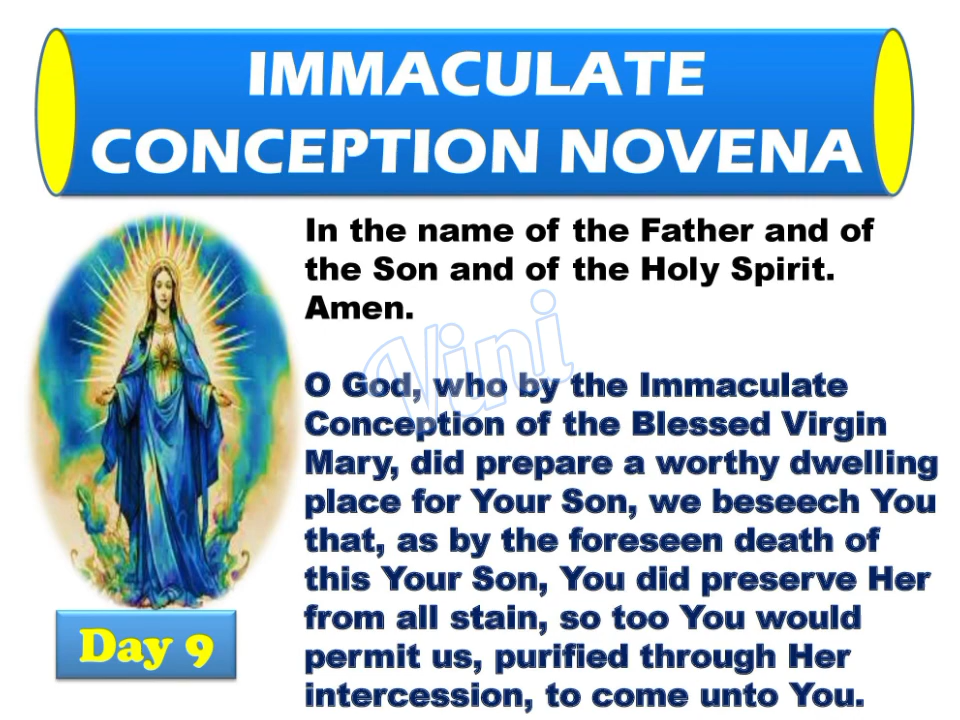 IMMACULATE
CONCEPTION NOVENA
In the name of the Father and of
the Son and of the Holy Spirit.
Amen.
Vini
O God, who by the Immaculate
Conception of the Blessed Virgin
Mary, did prepare a worthy dwelling
place for Your Son, we beseech You
that, as by the foreseen death of
this Your Son, You did preserve Her
from all stain, so too You would
permit us, purified through Her
intercession, to come unto You.
Day 9